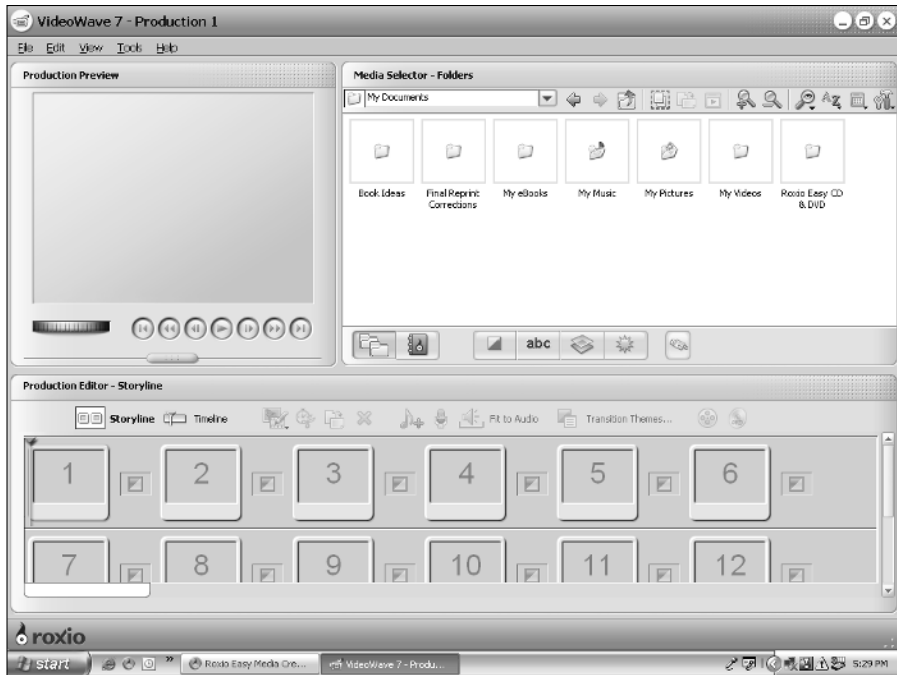 VideoWave 7 - Production 1
File Edit View Tools Help
Production Preview
Media Selector - Folders
My Documents
AZ
Book Ideas
Final Reprint Corrections
My eBooks
My Music
My Pictures
My Videos
Roxio Easy CD & DVD
abc
Production Editor - Storyline
Storyline Timeline Fit to Audio Transition Themes...
1 2 3 4 5 6
7 8 9 10 11 12
roxio
start » Roxio Easy Media Cre... VideoWave 7 - Produ... 5:29 PM